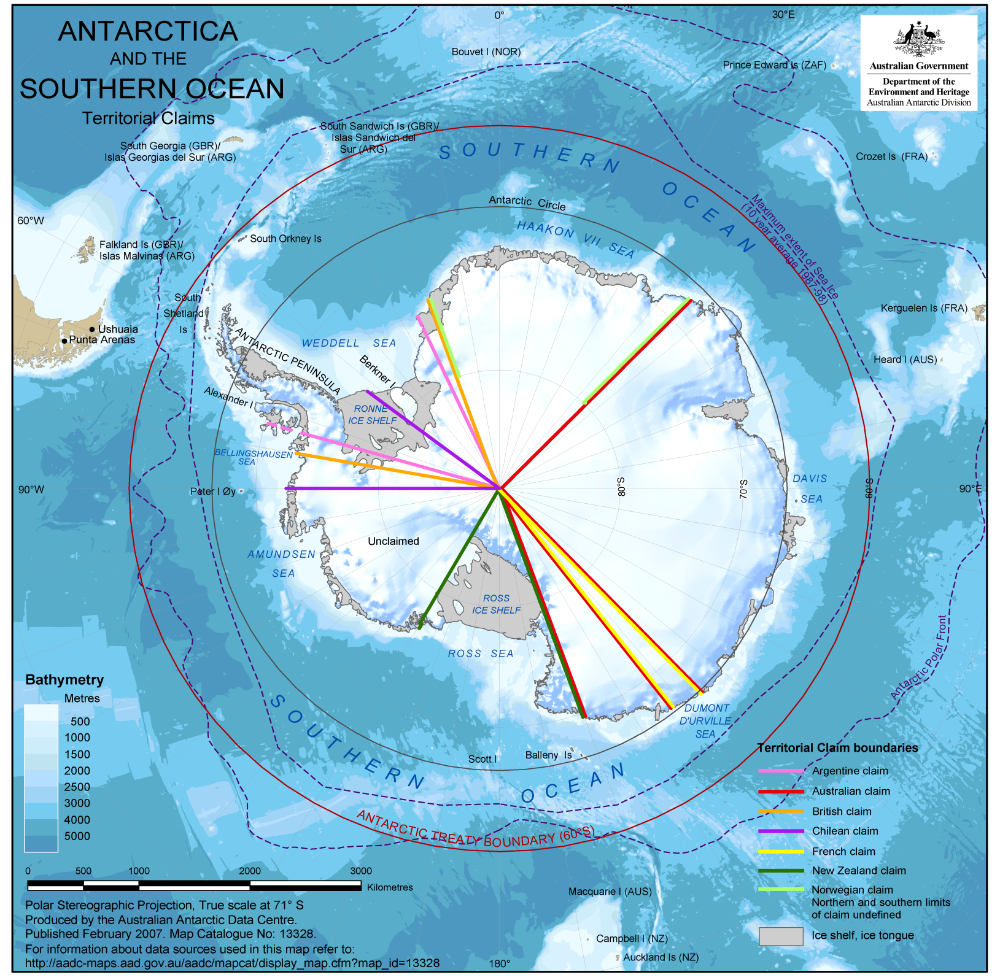 ANTARCTICA
AND THE
SOUTHERN OCEAN
Territorial Claims
0°
30°E
Bouvet I (NOR)
Prince Edward Is (ZAF)
Australian Government
Department of the
Environment and Heritage
Australian Antarctic Division
South Sandwich Is (GBR)/
Islas Sandwich del
Sur (ARG)
South Georgia (GBR)/
Islas Georgias del Sur (ARG)
SOUTHERN OCEAN
Crozet Is (FRA)
Antarctic Circle
Maximum extent of Sea Ice
(10 year average 1987-98)
60°W
HAAKON VII SEA
South Orkney Is
Falkland Is (GBR)/
Islas Malvinas (ARG)
South
Shetland
Is
Kerguelen Is (FRA)
Ushuaia
Punta Arenas
ANTARCTIC PENINSULA
WEDDELL SEA
Berkner I
Heard I (AUS)
Alexander I
RONNE
ICE SHELF
BELLINGSHAUSEN
SEA
90°W
Peter I Øy
80°S
70°S
60°S
DAVIS
SEA
90°E
Unclaimed
AMUNDSEN
SEA
ROSS
ICE SHELF
ROSS SEA
Antarctic Polar Front
DUMONT
D'URVILLE
SEA
Scott I
Balleny Is
SOUTHERN OCEAN
ANTARCTIC TREATY BOUNDARY (60°S)
Bathymetry
Metres
500
1000
1500
2000
2500
3000
4000
5000
Territorial Claim boundaries
Argentine claim
Australian claim
British claim
Chilean claim
French claim
New Zealand claim
Norwegian claim
Northern and southern limits
of claim undefined
Ice shelf, ice tongue
0 500 1000 2000 3000
Kilometres
Macquarie I (AUS)
Campbell I (NZ)
Auckland Is (NZ)
180°
Polar Stereographic Projection, True scale at 71° S
Produced by the Australian Antarctic Data Centre.
Published February 2007. Map Catalogue No: 13328.
For information about data sources used in this map refer to:
http://aadc-maps.aad.gov.au/aadc/mapcat/display_map.cfm?map_id=13328